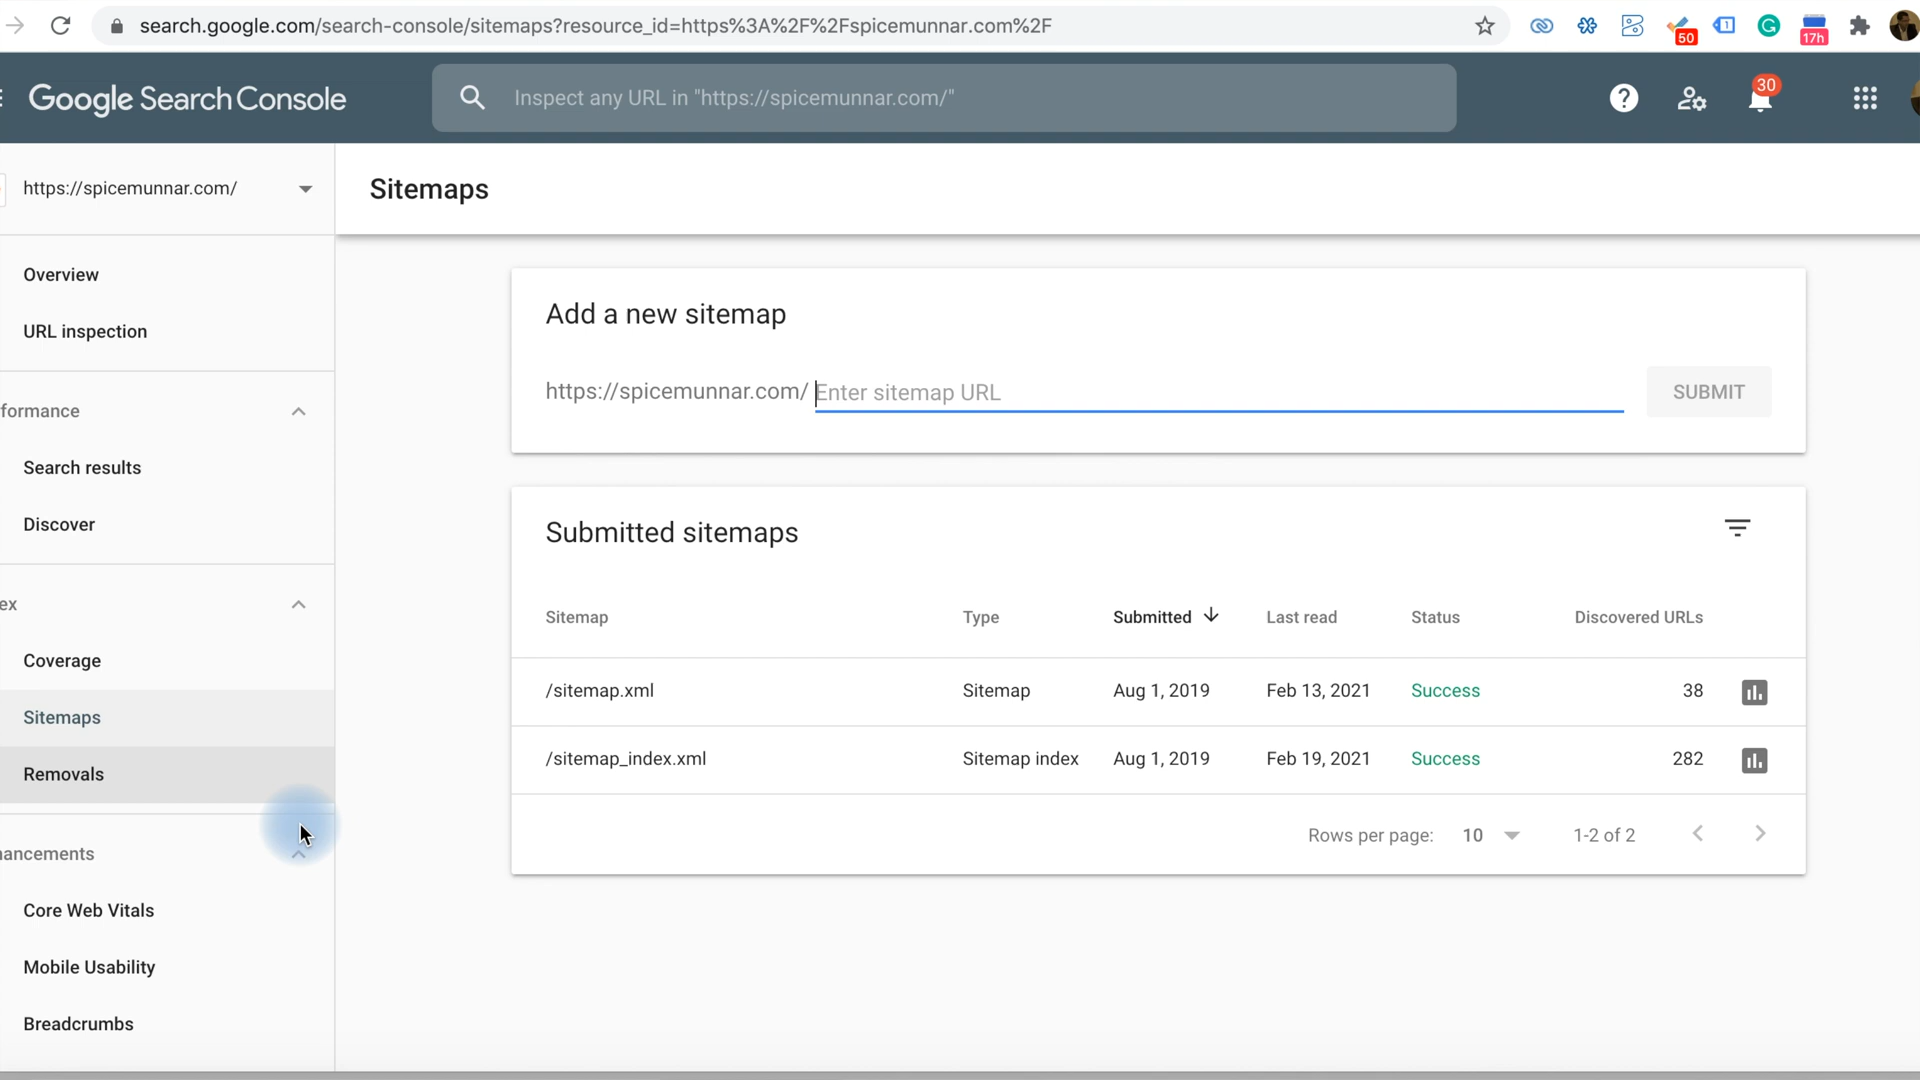 search.google.com/search-console/sitemaps?resource_id=https%3A%2F%2Fspicemunnar.com%2F
50
1
17h
Google Search Console
Inspect any URL in "https://spicemunnar.com/"
30
https://spicemunnar.com/
Sitemaps
Overview
URL inspection
formance
Search results
Discover
ex
Coverage
Sitemaps
Removals
ancements
Core Web Vitals
Mobile Usability
Breadcrumbs
Add a new sitemap
https://spicemunnar.com/ Enter sitemap URL
SUBMIT
Submitted sitemaps
Sitemap Type Submitted Last read Status Discovered URLs
/sitemap.xml Sitemap Aug 1, 2019 Feb 13, 2021 Success 38
/sitemap_index.xml Sitemap index Aug 1, 2019 Feb 19, 2021 Success 282
Rows per page: 10 1-2 of 2